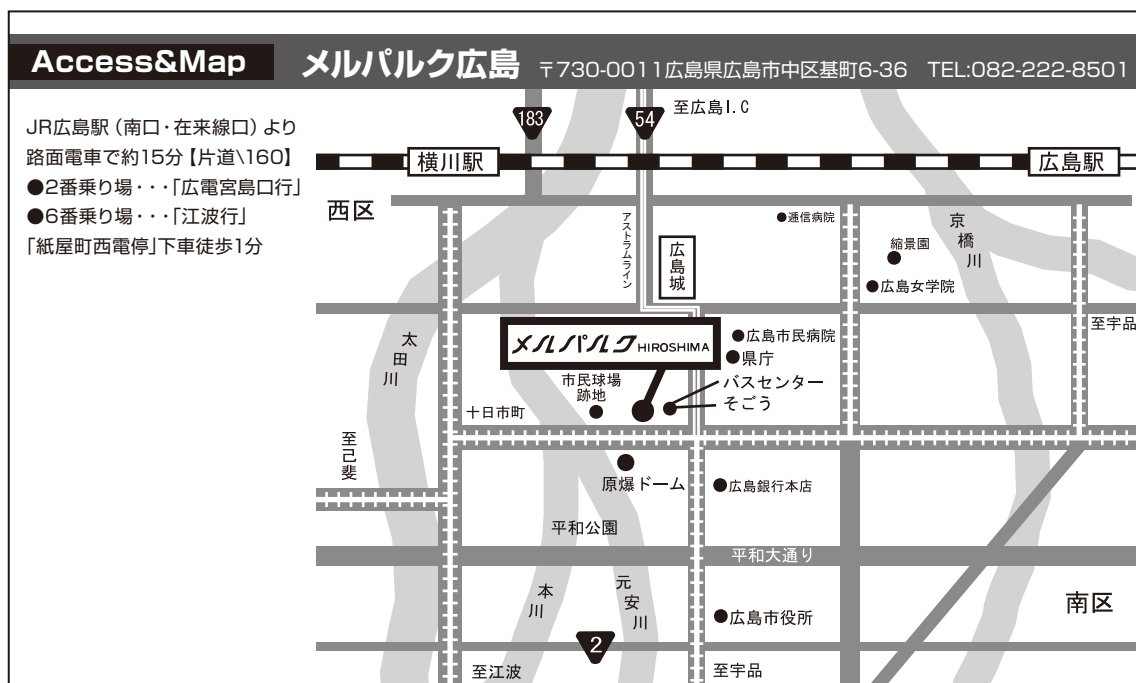 Access&Map メルパルク広島 〒730-0011広島県広島市中区基町6-36 TEL:082-222-8501
JR広島駅（南口・在来線口）より
路面電車で約15分【片道\160】
●2番乗り場・・・「広電宮島口行」
●6番乗り場・・・「江波行」
「紙屋町西電停」下車徒歩1分
183
54
至広島I.C
横川駅
広島駅
西区
アストラムライン
広島城
逓信病院
縮景園
京橋川
広島女学院
太田川
メルパルク HIROSHIMA
広島市民病院
県庁
至宇品
バスセンター
そごう
市民球場
跡地
十日市町
至己斐
原爆ドーム
広島銀行本店
平和公園
平和大通り
本川
元安川
広島市役所
南区
2
至江波
至宇品